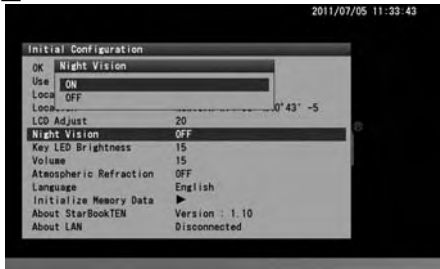 2011/07/05 11:33:43
Initial Configuration
OK Night Vision
Use ON
Loca OFF
0°43' -5
LCD Adjust 20
Night Vision OFF
Key LED Brightness 15
Volume 15
Atmospheric Refraction OFF
Language English
Initialize Memory Data ▶
About StarBookTEN Version : 1.10
About LAN Disconnected